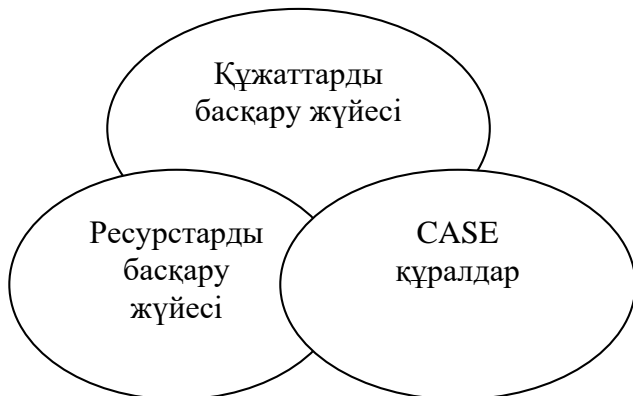 Құжаттарды
басқару жүйесі
Ресурстарды
басқару
жүйесі
CASE
құралдар